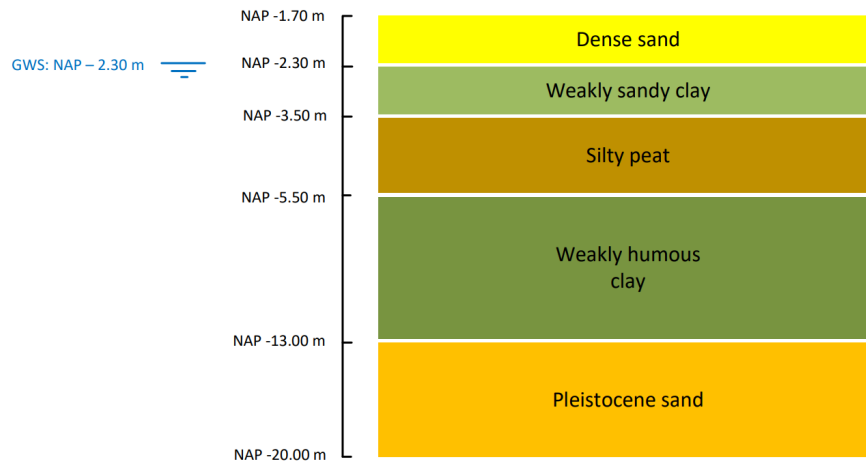 NAP -1.70 m
Dense sand
GWS: NAP – 2.30 m
NAP -2.30 m
Weakly sandy clay
NAP -3.50 m
Silty peat
NAP -5.50 m
Weakly humous
clay
NAP -13.00 m
Pleistocene sand
NAP -20.00 m